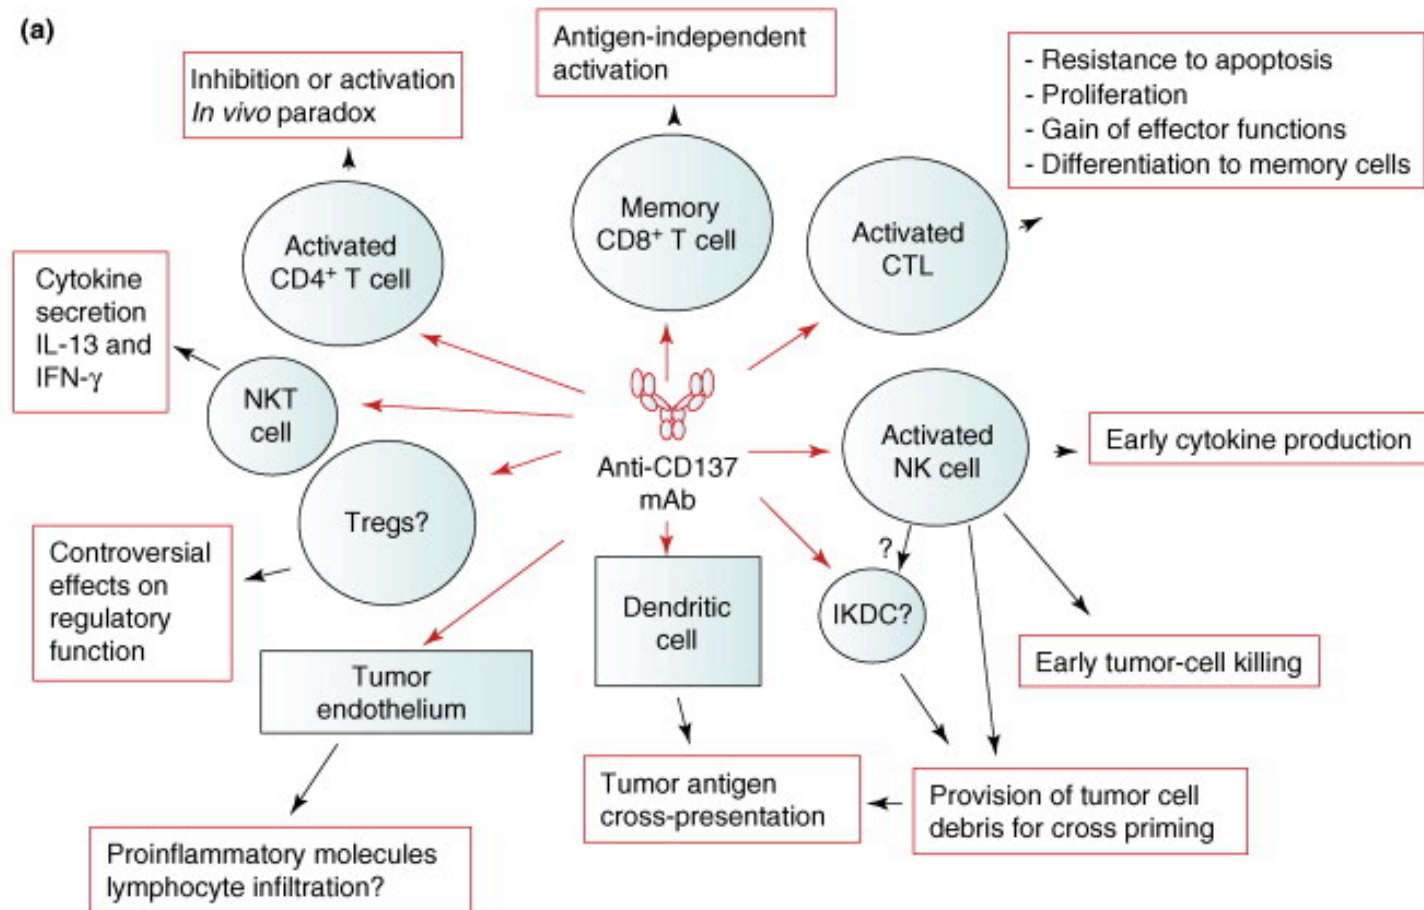 (a)
Inhibition or activation
In vivo paradox
Antigen-independent
activation
- Resistance to apoptosis
- Proliferation
- Gain of effector functions
- Differentiation to memory cells
Activated
CD4⁺ T cell
Memory
CD8⁺ T cell
Activated
CTL
Cytokine
secretion
IL-13 and
IFN-γ
NKT
cell
Anti-CD137
mAb
Activated
NK cell
Early cytokine production
Tregs?
Controversial
effects on
regulatory
function
Dendritic
cell
?
IKDC?
Early tumor-cell killing
Tumor
endothelium
Tumor antigen
cross-presentation
Provision of tumor cell
debris for cross priming
Proinflammatory molecules
lymphocyte infiltration?